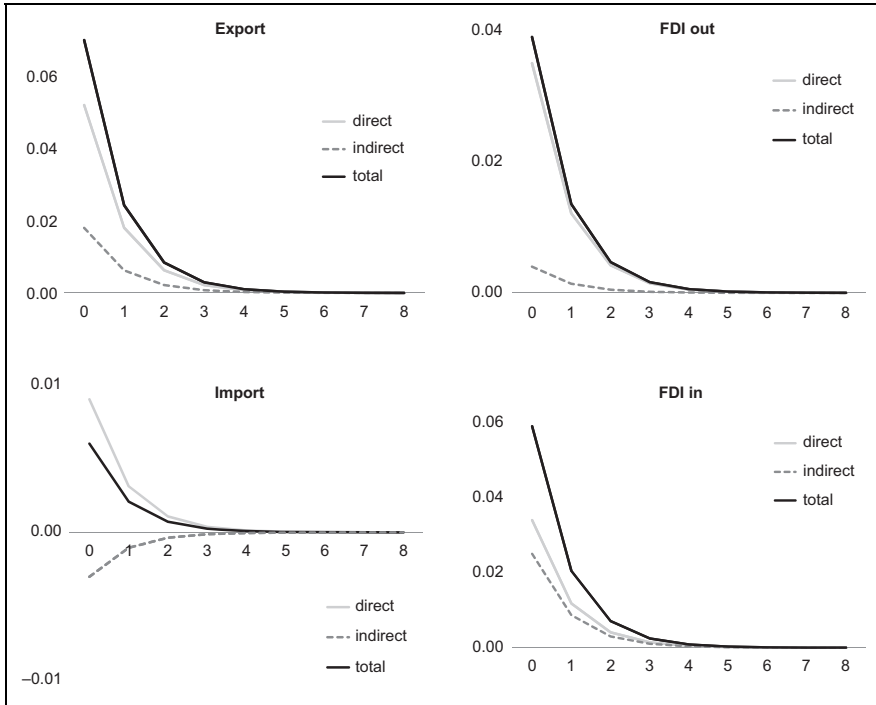 Export
0.06
0.04
0.02
0.00
direct
indirect
total
0 1 2 3 4 5 6 7 8
FDI out
0.04
0.02
0.00
direct
indirect
total
0 1 2 3 4 5 6 7 8
Import
0.01
0.00
–0.01
0 1 2 3 4 5 6 7 8
direct
indirect
total
FDI in
0.06
0.04
0.02
0.00
direct
indirect
total
0 1 2 3 4 5 6 7 8